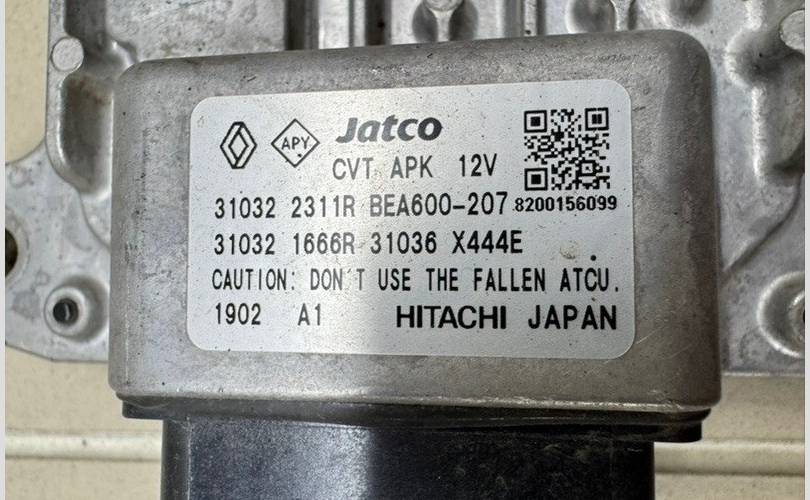 APY Jatco
CVT APK 12V
31032 2311R BEA600-207
8200156099
31032 1666R 31036 X444E
CAUTION: DON'T USE THE FALLEN ATCU.
1902 A1 HITACHI JAPAN